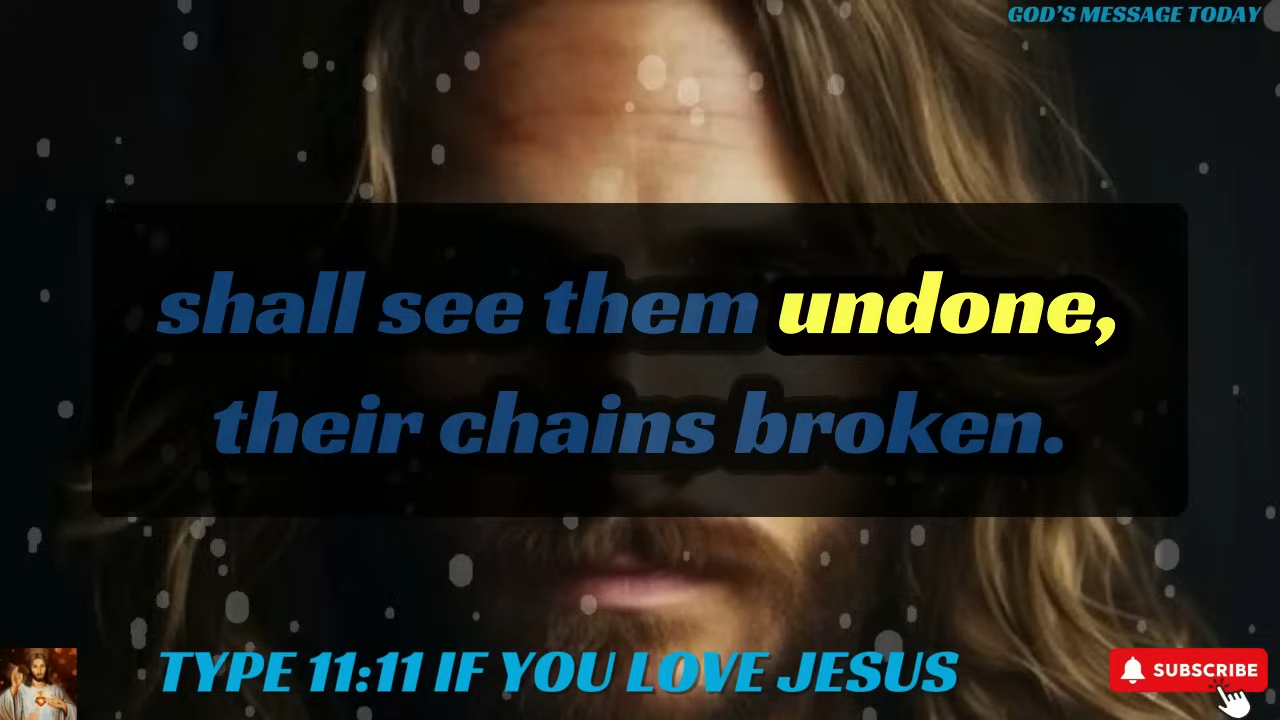 GOD'S MESSAGE TODAY
shall see them undone,
their chains broken.
TYPE 11:11 IF YOU LOVE JESUS
SUBSCRIBE